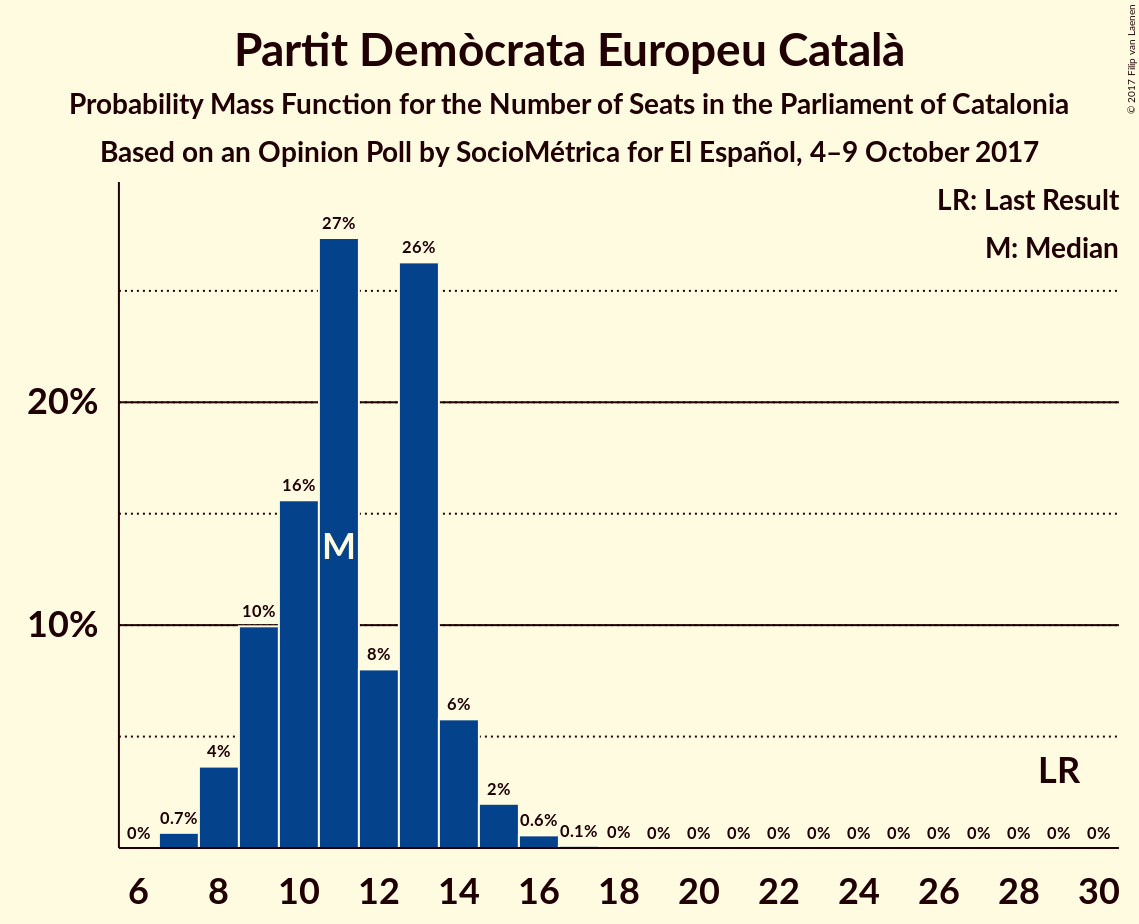 Partit Demòcrata Europeu Català
Probability Mass Function for the Number of Seats in the Parliament of Catalonia
Based on an Opinion Poll by SocioMétrica for El Español, 4–9 October 2017
© 2017 Filip van Laenen
LR: Last Result
M: Median
27%
26%
20%
16%
M
10%
10%
8%
6%
4%
LR
2%
0% 0.7% 0.6% 0.1% 0% 0% 0% 0% 0% 0% 0% 0% 0% 0% 0% 0% 0%
6 8 10 12 14 16 18 20 22 24 26 28 30